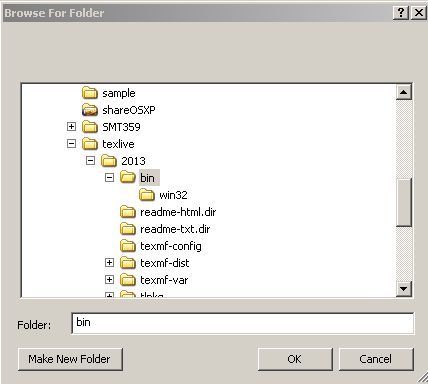 Browse For Folder
sample
shareOSXP
SMT359
texlive
2013
bin
win32
readme-html.dir
readme-txt.dir
texmf-config
texmf-dist
texmf-var
tlpkg
Folder: bin
Make New Folder OK Cancel